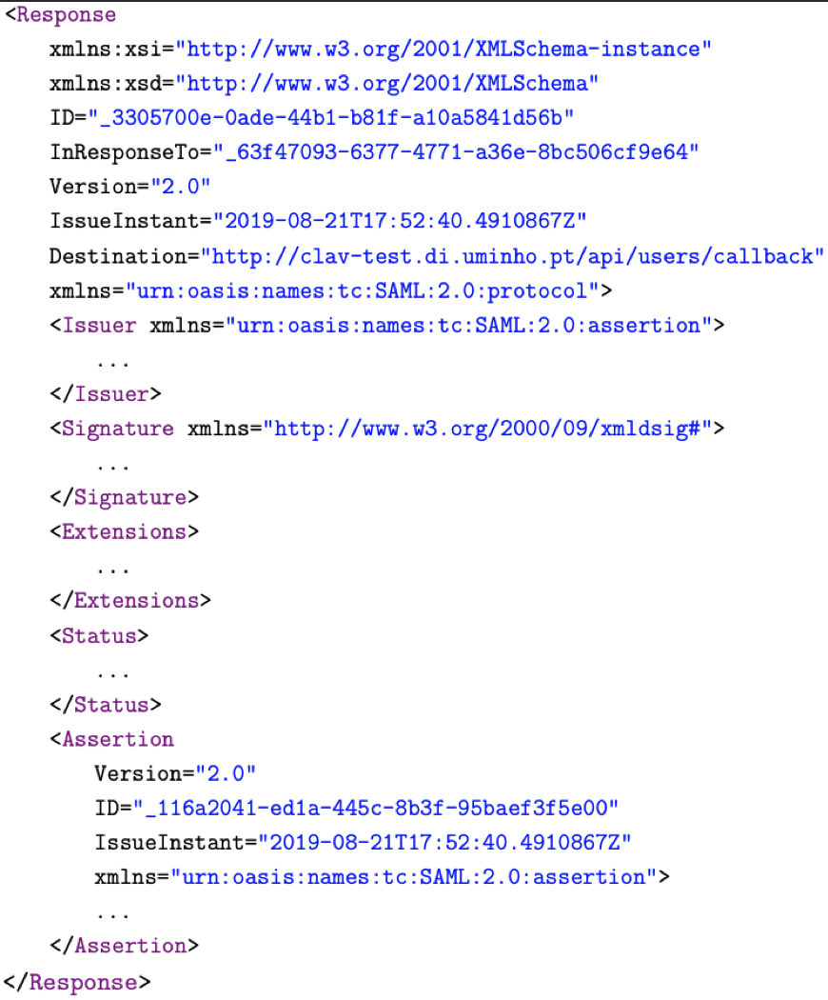 <Response
xmlns:xsi="http://www.w3.org/2001/XMLSchema-instance"
xmlns:xsd="http://www.w3.org/2001/XMLSchema"
ID="_3305700e-0ade-44b1-b81f-a10a5841d56b"
InResponseTo="_63f47093-6377-4771-a36e-8bc506cf9e64"
Version="2.0"
IssueInstant="2019-08-21T17:52:40.4910867Z"
Destination="http://clav-test.di.uminho.pt/api/users/callback"
xmlns="urn:oasis:names:tc:SAML:2.0:protocol">
<Issuer xmlns="urn:oasis:names:tc:SAML:2.0:assertion">
...
</Issuer>
<Signature xmlns="http://www.w3.org/2000/09/xmldsig#">
...
</Signature>
<Extensions>
...
</Extensions>
<Status>
...
</Status>
<Assertion
Version="2.0"
ID="_116a2041-ed1a-445c-8b3f-95baef3f5e00"
IssueInstant="2019-08-21T17:52:40.4910867Z"
xmlns="urn:oasis:names:tc:SAML:2.0:assertion">
...
</Assertion>
</Response>